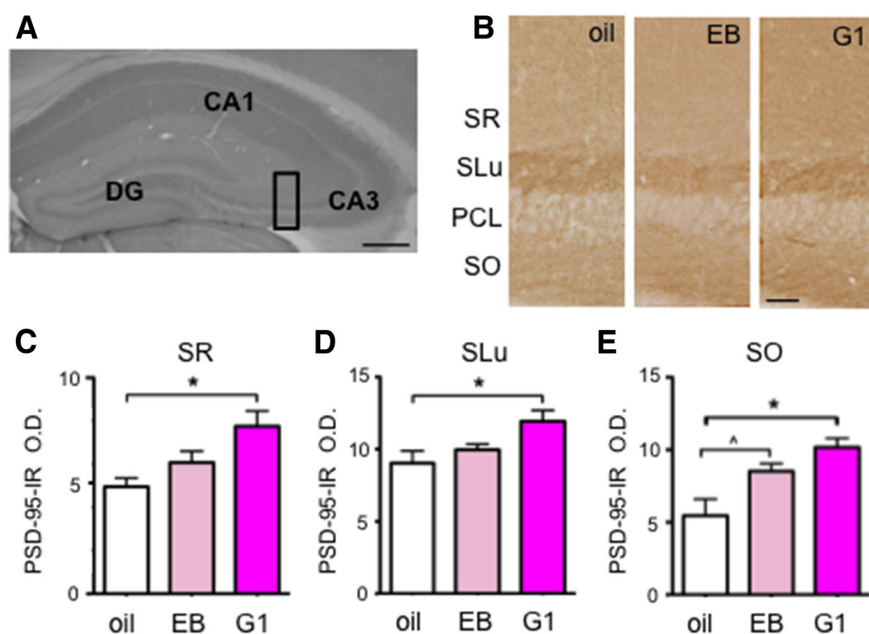 A
CA1
DG
CA3
B
oil
EB
G1
SR
SLu
PCL
SO
C
SR
PSD-95-IR O.D.
10
5
0
*
oil
EB
G1
D
SLu
PSD-95-IR O.D.
15
10
5
0
*
oil
EB
G1
E
SO
PSD-95-IR O.D.
15
10
5
0
*
^
oil
EB
G1